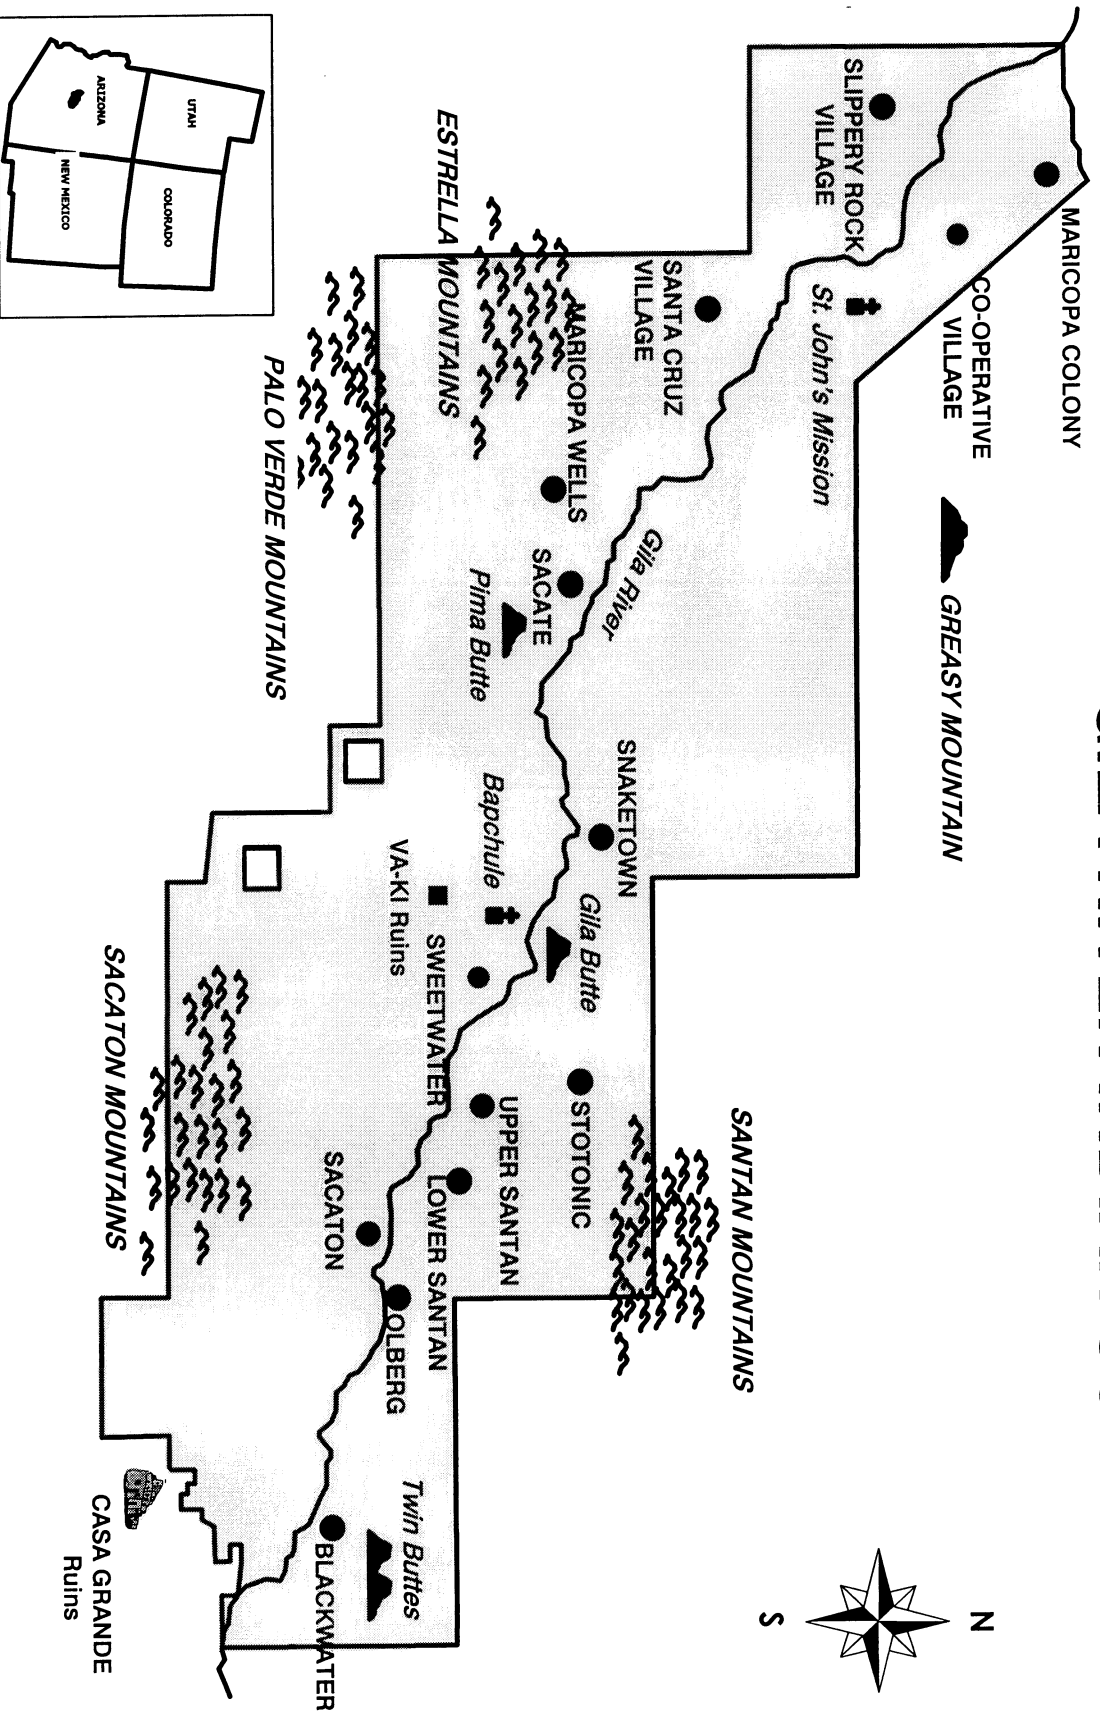 MARICOPA COLONY
CO-OPERATIVE
VILLAGE
GREASY MOUNTAIN
SLIPPERY ROCK
VILLAGE
St. John's Mission
SANTA CRUZ
VILLAGE
Gila River
MARICOPA WELLS
SACATE
Pima Butte
ESTRELLA MOUNTAINS
PALO VERDE MOUNTAINS
SNAKETOWN
Gila Butte
Bapchule
VA-KI Ruins
SWEETWATER
STOTONIC
SANTAN MOUNTAINS
UPPER SANTAN
LOWER SANTAN
SACATON
OLBERG
SACATON MOUNTAINS
Twin Buttes
BLACKWATER
CASA GRANDE
Ruins
N
S
UTAH
COLORADO
ARIZONA
NEW MEXICO